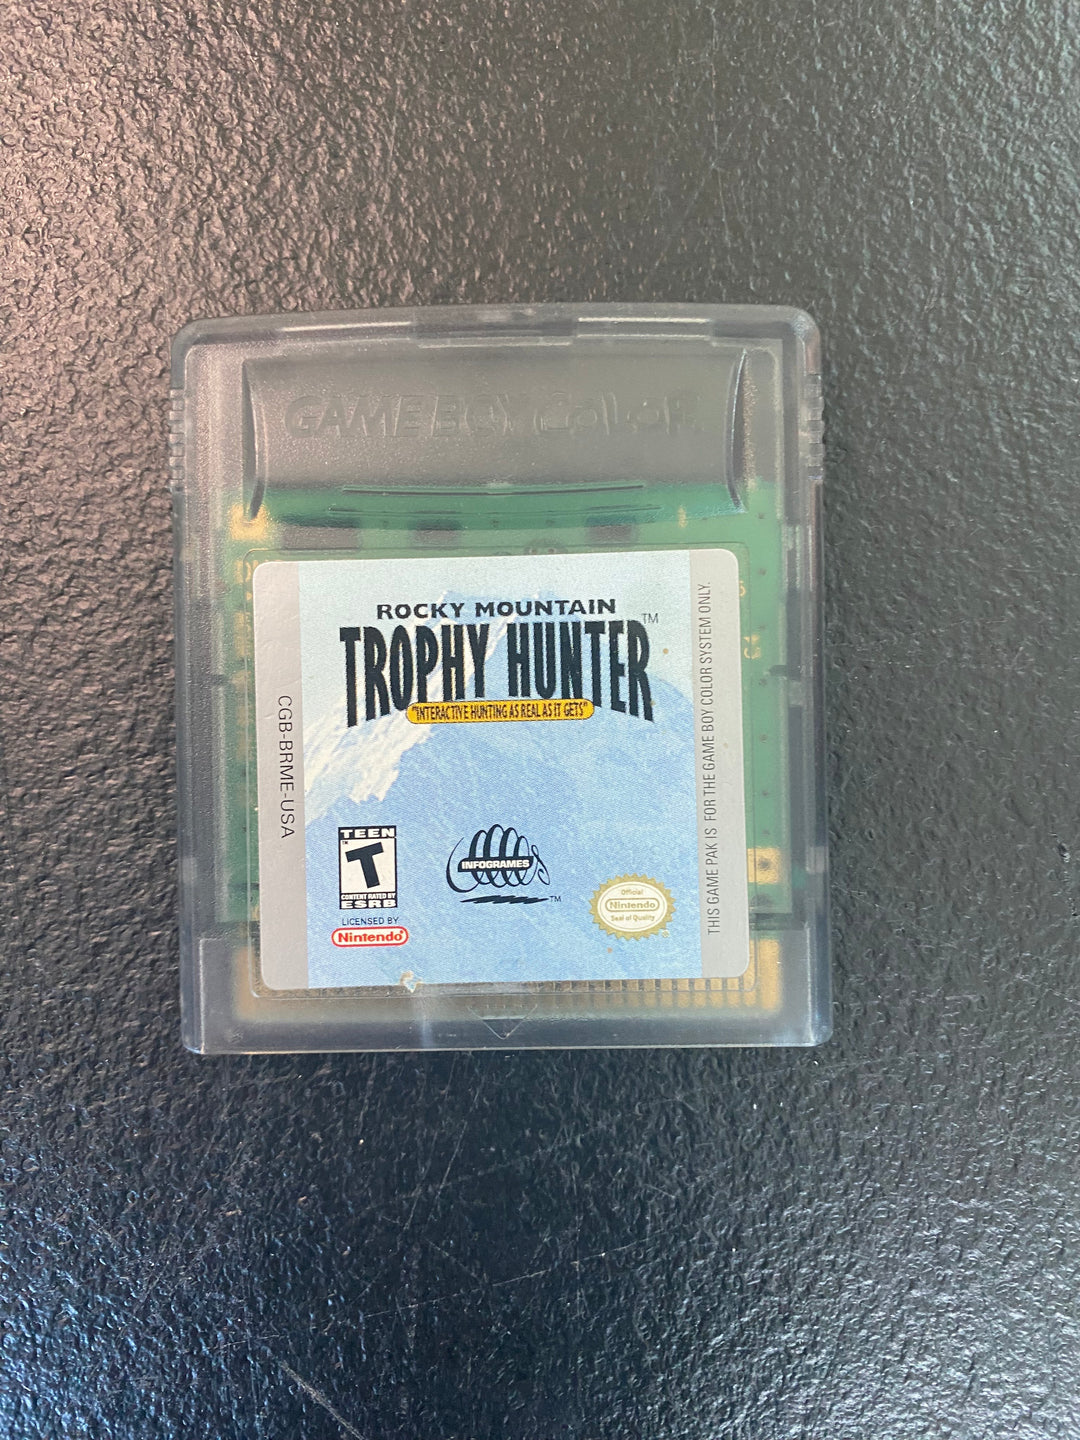 GAME BOY COLOR
ROCKY MOUNTAIN
TROPHY HUNTER™
"INTERACTIVE HUNTING AS REAL AS IT GETS"
CGB-BRME-USA
THIS GAME PAK IS FOR THE GAME BOY COLOR SYSTEM ONLY.
TEEN
™
T
CONTENT RATED BY
ESRB
LICENSED BY
Nintendo®
INFOGRAMES
™
Official
Nintendo
Seal of Quality